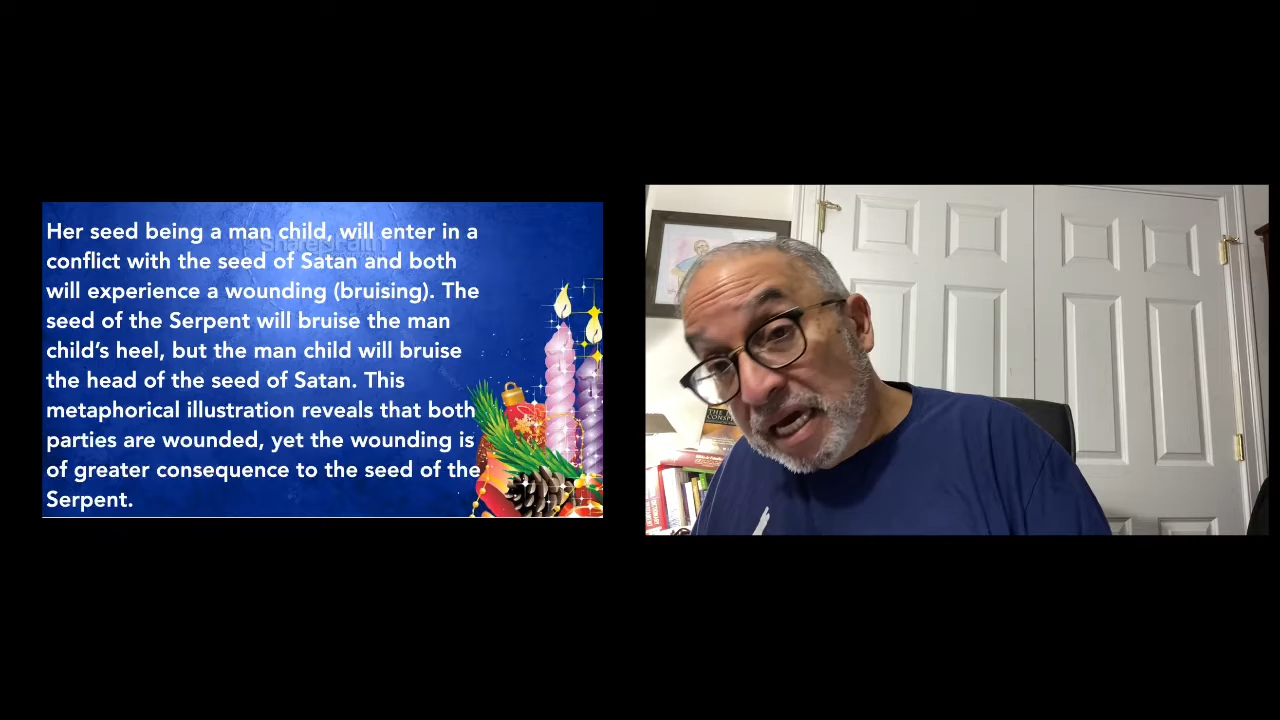 Her seed being a man child, will enter in a
conflict with the seed of Satan and both
will experience a wounding (bruising). The
seed of the Serpent will bruise the man
child’s heel, but the man child will bruise
the head of the seed of Satan. This
metaphorical illustration reveals that both
parties are wounded, yet the wounding is
of greater consequence to the seed of the
Serpent.
THE